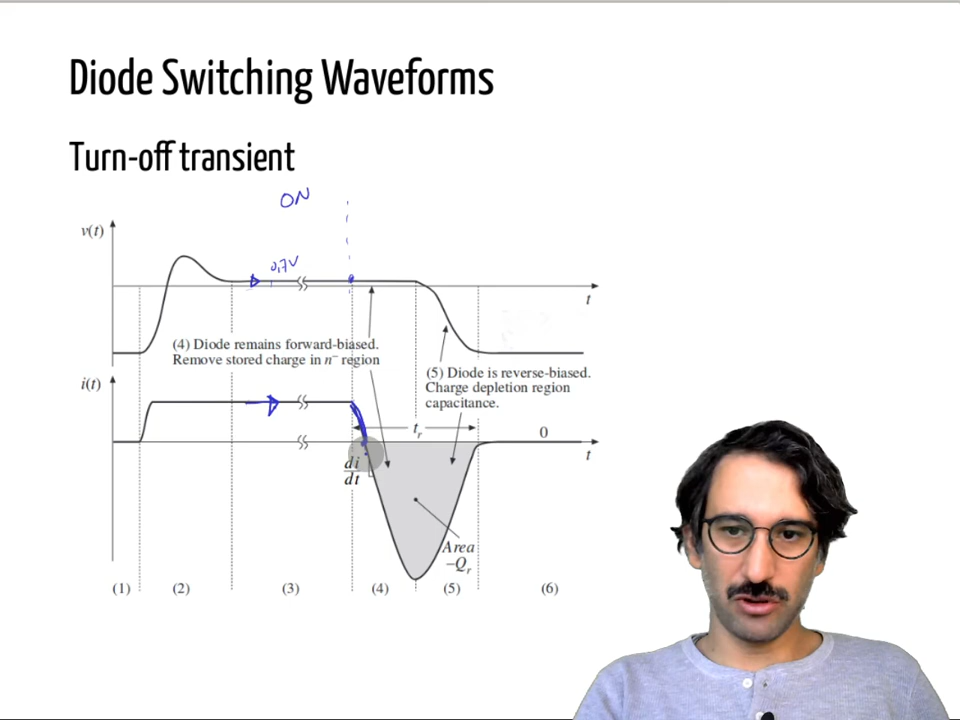 Diode Switching Waveforms
Turn-off transient
ON
v(t)
0,7V
t
(4) Diode remains forward-biased.
Remove stored charge in n⁻ region
(5) Diode is reverse-biased.
Charge depletion region
capacitance.
i(t)
t_r
0
t
di
dt
Area
−Q_r
(1) (2) (3) (4) (5) (6)